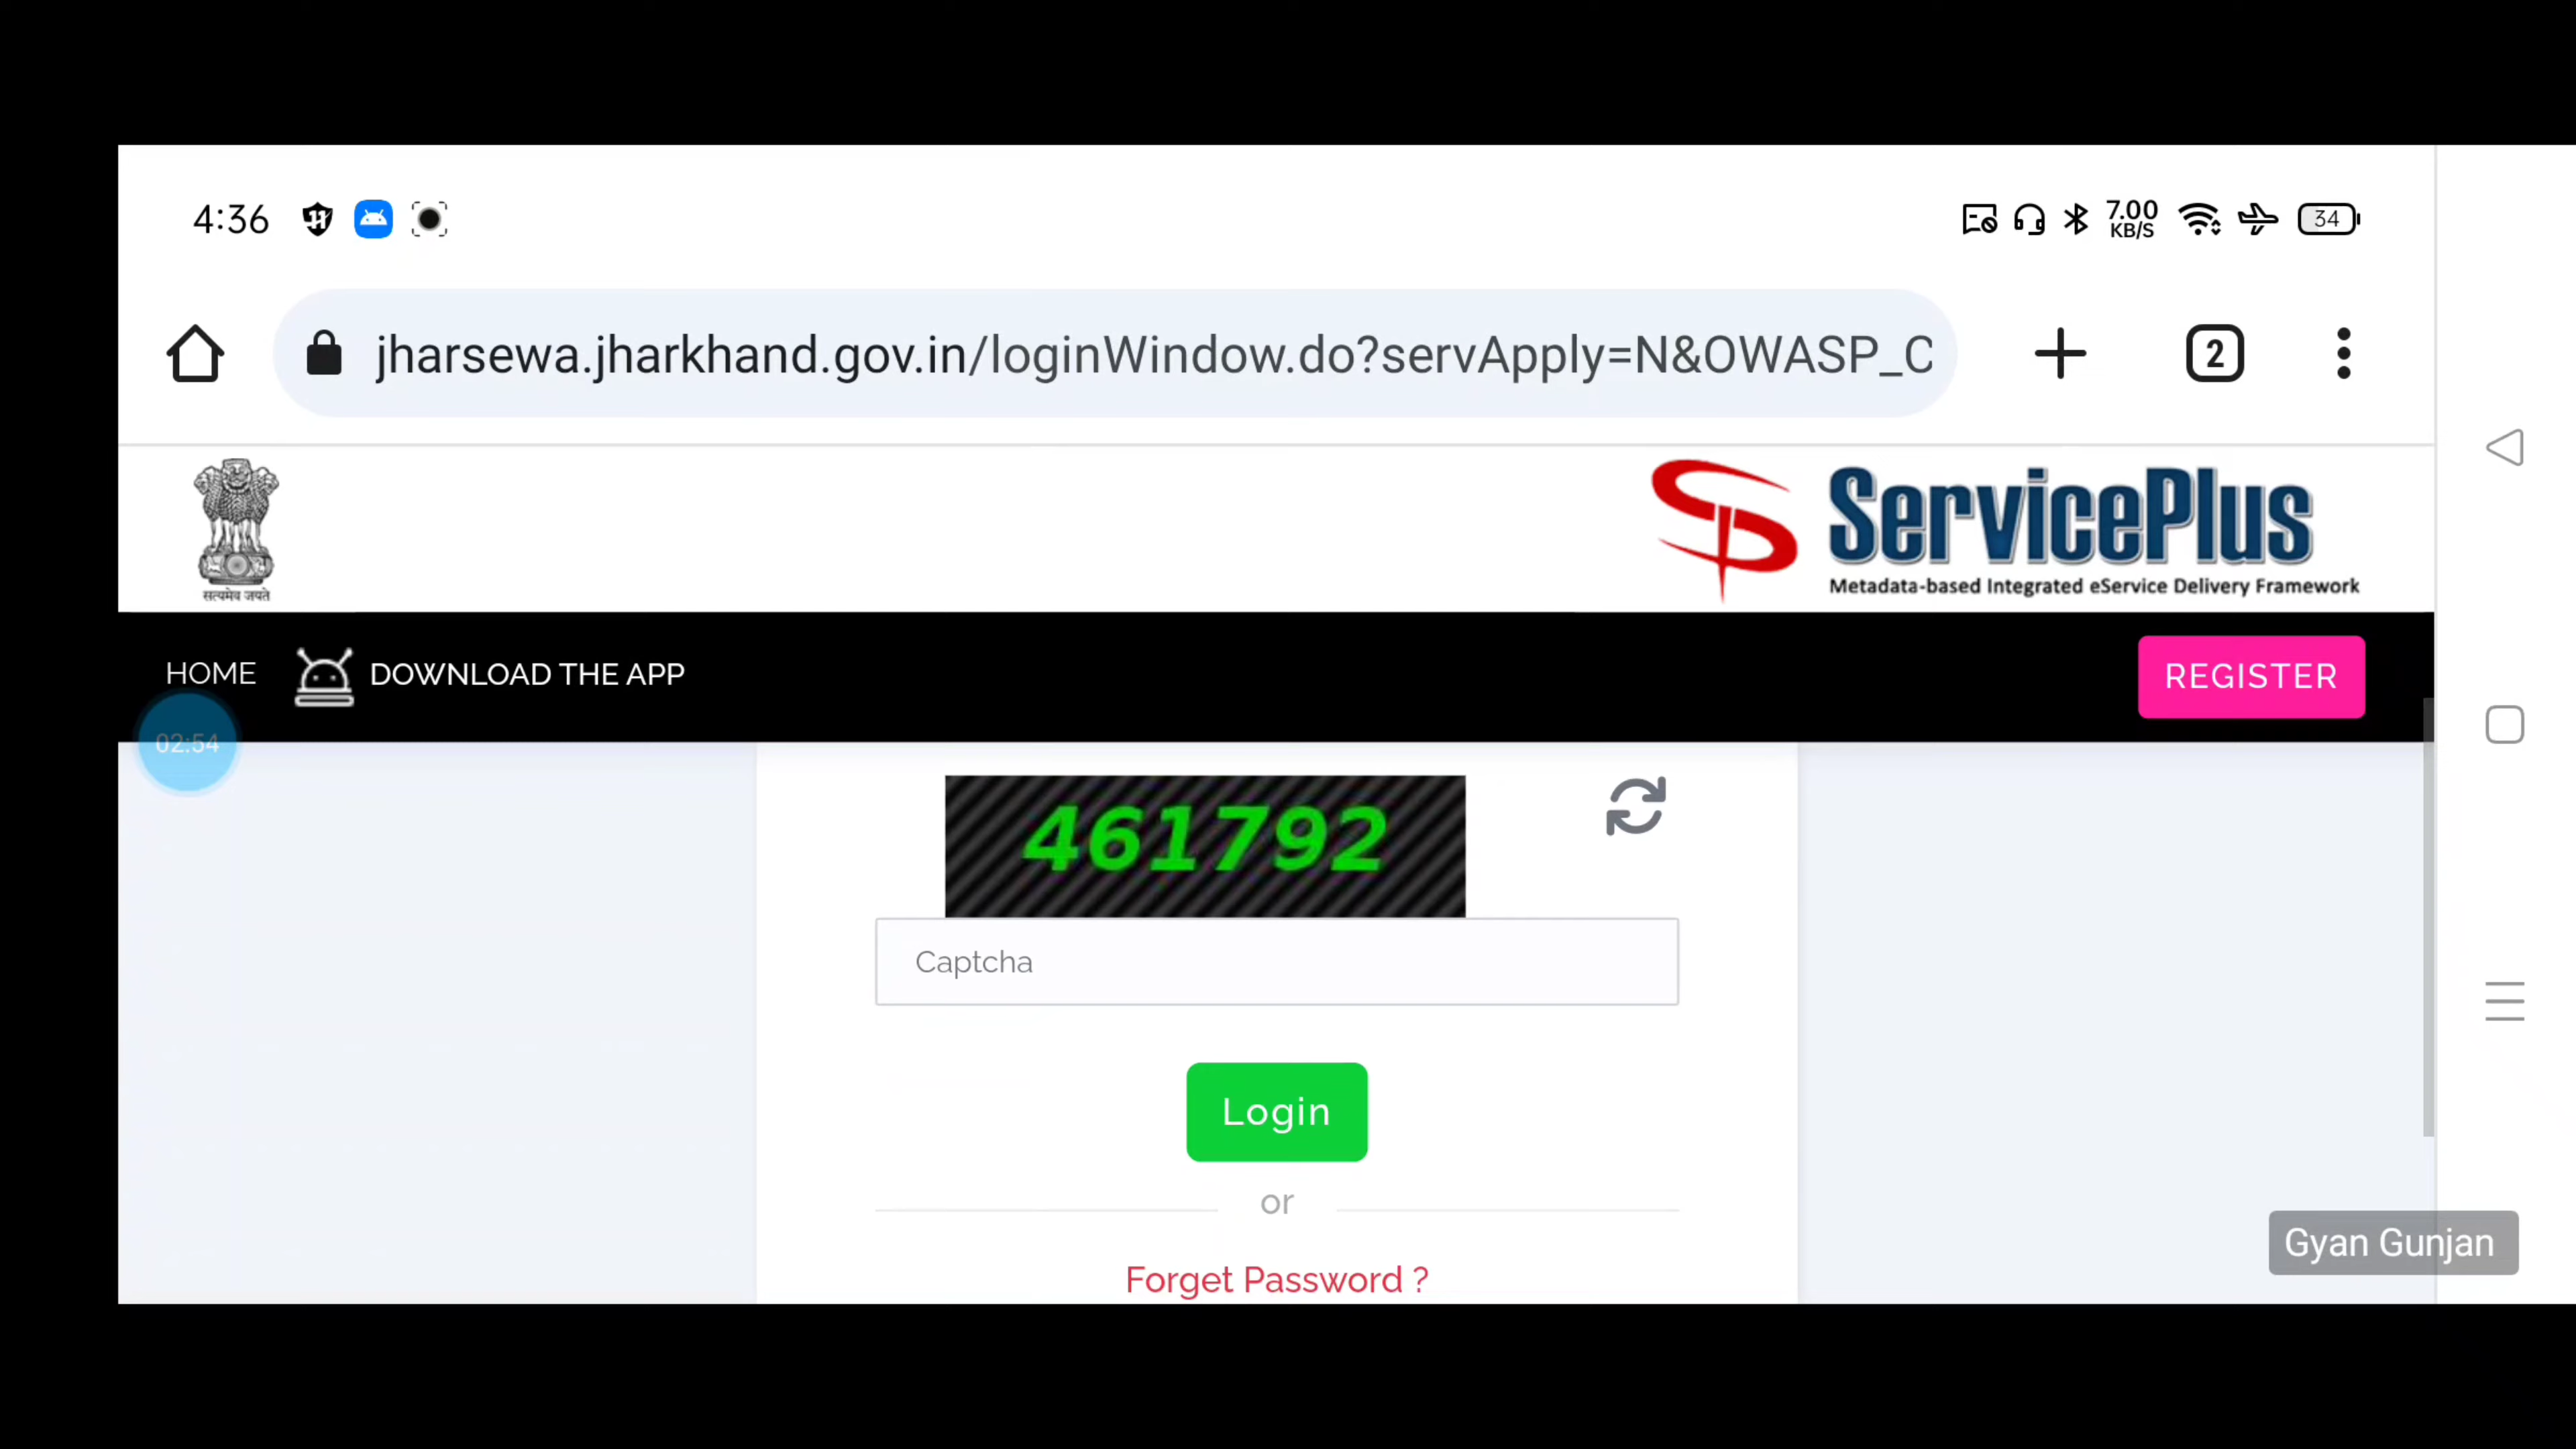 4:36
7.00
KB/S
34
jharsewa.jharkhand.gov.in/loginWindow.do?servApply=N&OWASP_C
2
ServicePlus
Metadata-based Integrated eService Delivery Framework
सत्यमेव जयते
HOME
DOWNLOAD THE APP
REGISTER
02:54
461792
Captcha
Login
or
Gyan Gunjan
Forget Password ?